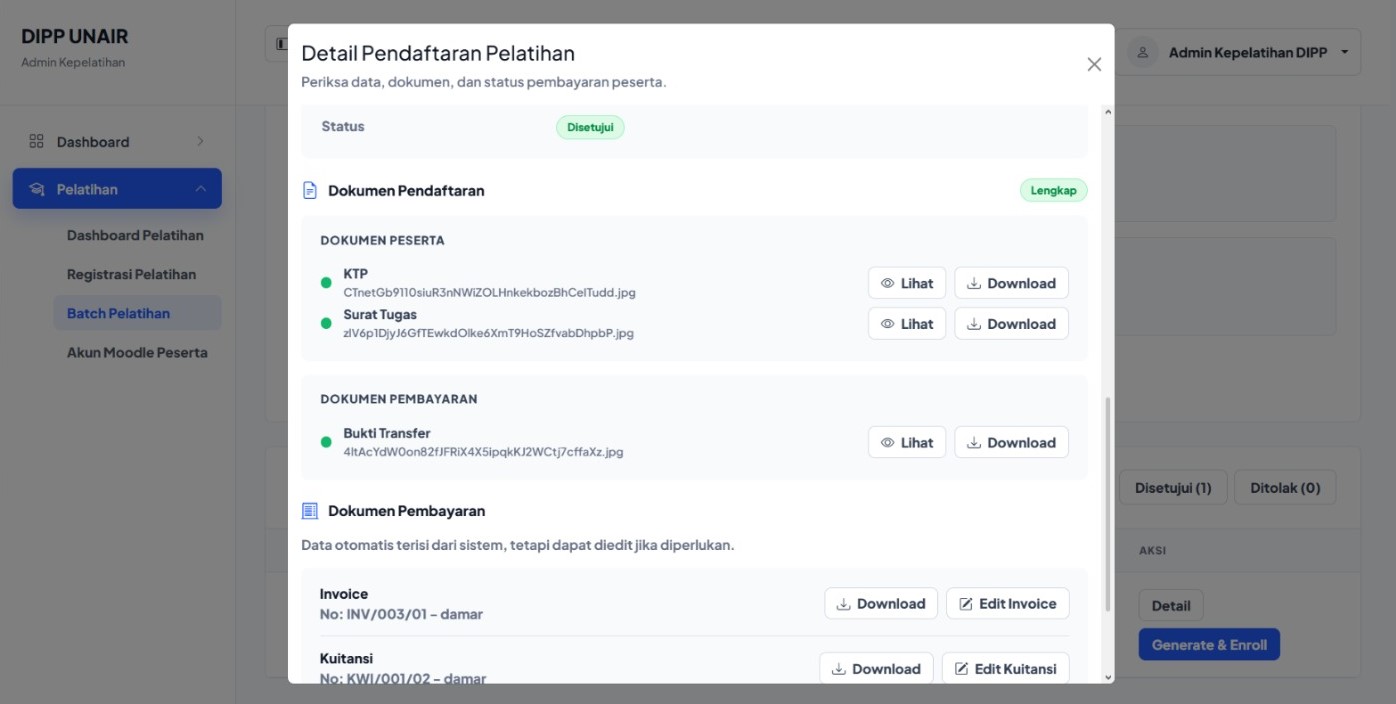 DIPP UNAIR
Admin Kepelatihan
Dashboard
Pelatihan
Dashboard Pelatihan
Registrasi Pelatihan
Batch Pelatihan
Akun Moodle Peserta
Admin Kepelatihan DIPP
Detail Pendaftaran Pelatihan
Periksa data, dokumen, dan status pembayaran peserta.
Status Disetujui
Dokumen Pendaftaran Lengkap
DOKUMEN PESERTA
KTP
CTnetGb9110siuR3nNWiZOLHnkekbozBhCelTudd.jpg
Lihat Download
Surat Tugas
zlV6p1DjyJ6GfTEwkdOlke6XmT9HoSZfvabDhpbP.jpg
Lihat Download
DOKUMEN PEMBAYARAN
Bukti Transfer
4ltAcYdW0on82fJFRiX4X5ipqkKJ2WCtj7cffaXz.jpg
Lihat Download
Dokumen Pembayaran
Data otomatis terisi dari sistem, tetapi dapat diedit jika diperlukan.
Invoice
No: INV/003/01 – damar
Download Edit Invoice
Kuitansi
No: KWI/001/02 – damar
Download Edit Kuitansi
Disetujui (1) Ditolak (0)
AKSI
Detail
Generate & Enroll